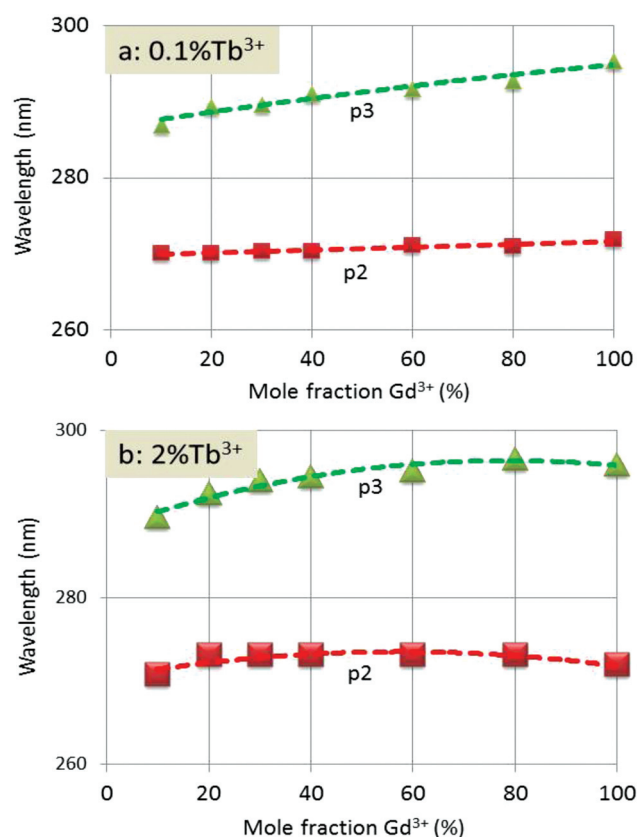 a: 0.1%Tb³⁺
300
280
260
Wavelength (nm)
p3
p2
0 20 40 60 80 100
Mole fraction Gd³⁺ (%)
b: 2%Tb³⁺
300
280
260
Wavelength (nm)
p3
p2
0 20 40 60 80 100
Mole fraction Gd³⁺ (%)